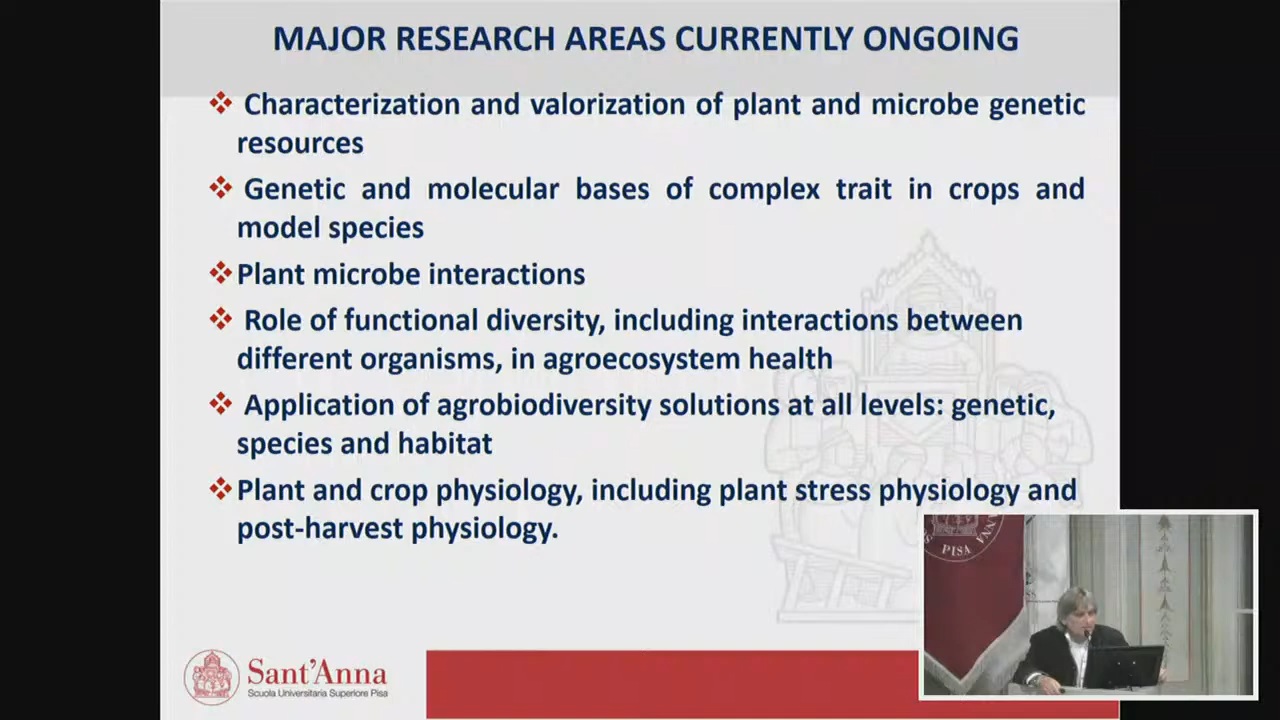 MAJOR RESEARCH AREAS CURRENTLY ONGOING
❖ Characterization and valorization of plant and microbe genetic
resources
❖ Genetic and molecular bases of complex trait in crops and
model species
❖ Plant microbe interactions
❖ Role of functional diversity, including interactions between
different organisms, in agroecosystem health
❖ Application of agrobiodiversity solutions at all levels: genetic,
species and habitat
❖ Plant and crop physiology, including plant stress physiology and
post-harvest physiology.
PISA
Sant'Anna
Scuola Universitaria Superiore Pisa